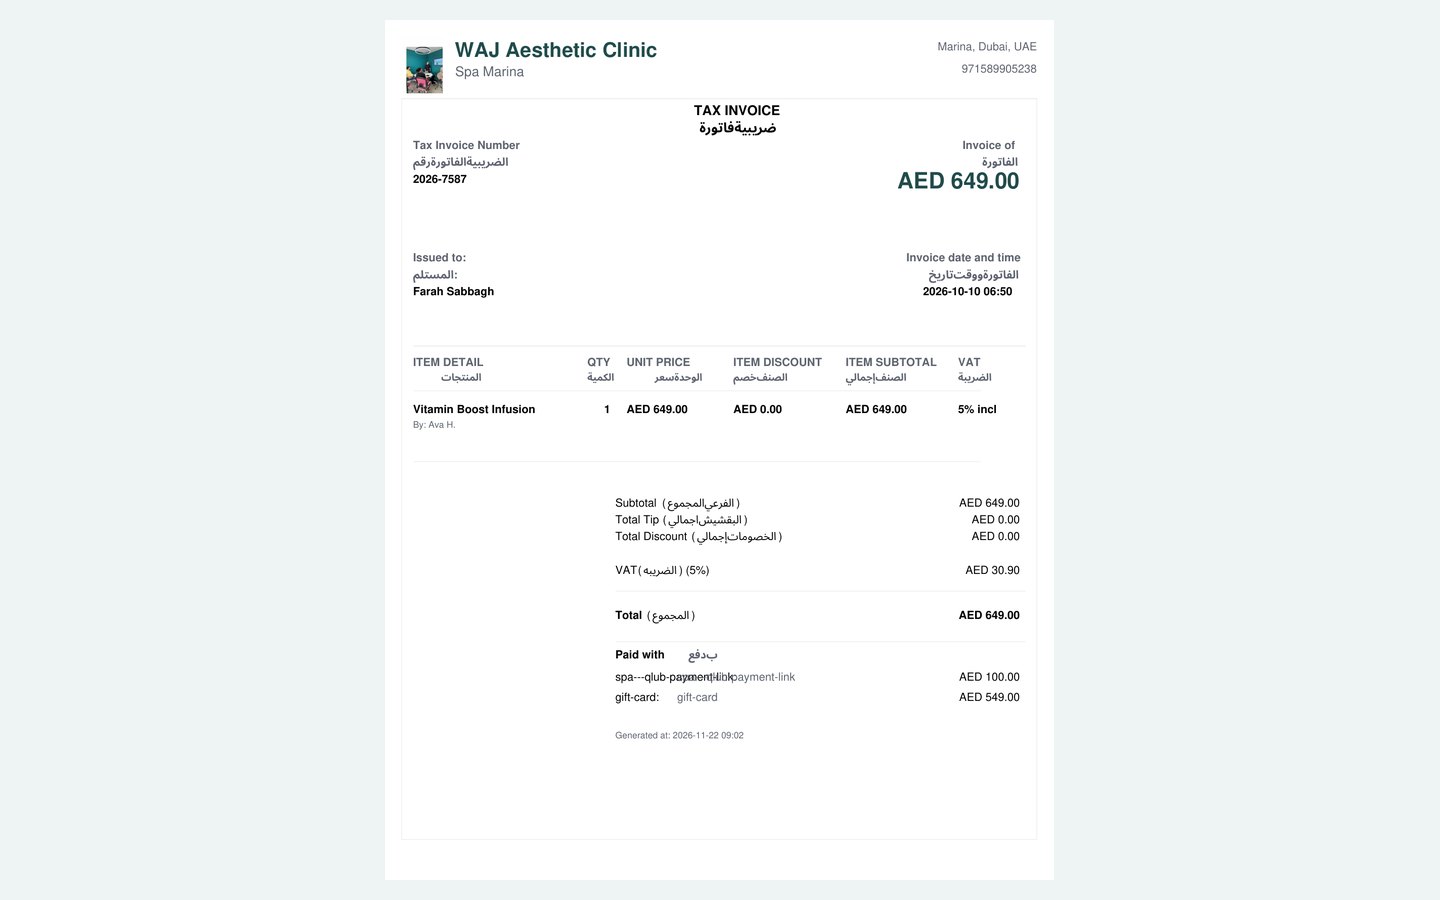 WAJ Aesthetic Clinic
Spa Marina
Marina, Dubai, UAE
971589905238
TAX INVOICE
ضريبيةفاتورة
Tax Invoice Number
الضريبيةالفاتورةرقم
2026-7587
Invoice of
الفاتورة
AED 649.00
Issued to:
المستلم:
Farah Sabbagh
Invoice date and time
الفاتورةووقتتاريخ
2026-10-10 06:50
ITEM DETAIL QTY UNIT PRICE ITEM DISCOUNT ITEM SUBTOTAL VAT
المنتجات الكمية الوحدةسعر الصنفخصم الصنفإجمالي الضريبة
Vitamin Boost Infusion 1 AED 649.00 AED 0.00 AED 649.00 5% incl
By: Ava H.
Subtotal (الفرعيالمجموع) AED 649.00
Total Tip (البقشيشاجمالي) AED 0.00
Total Discount (الخصوماتإجمالي) AED 0.00
VAT(الضريبه) (5%) AED 30.90
Total (المجموع) AED 649.00
Paid with بدفع
spa---qlub-payment-link payment-link AED 100.00
gift-card: gift-card AED 549.00
Generated at: 2026-11-22 09:02